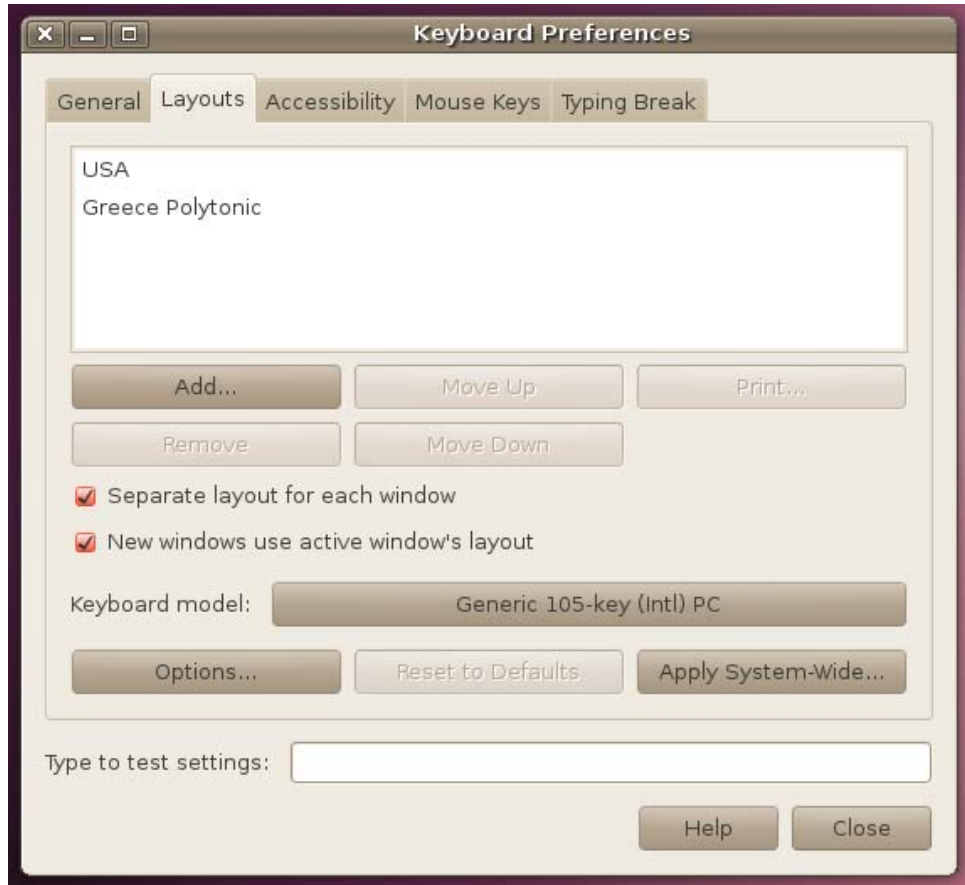 Keyboard Preferences
General Layouts Accessibility Mouse Keys Typing Break
USA
Greece Polytonic
Add... Move Up Print...
Remove Move Down
Separate layout for each window
New windows use active window's layout
Keyboard model: Generic 105-key (Intl) PC
Options... Reset to Defaults Apply System-Wide...
Type to test settings:
Help Close